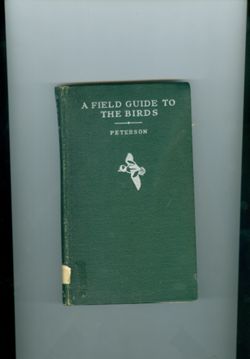 A FIELD GUIDE TO
THE BIRDS
PETERSON